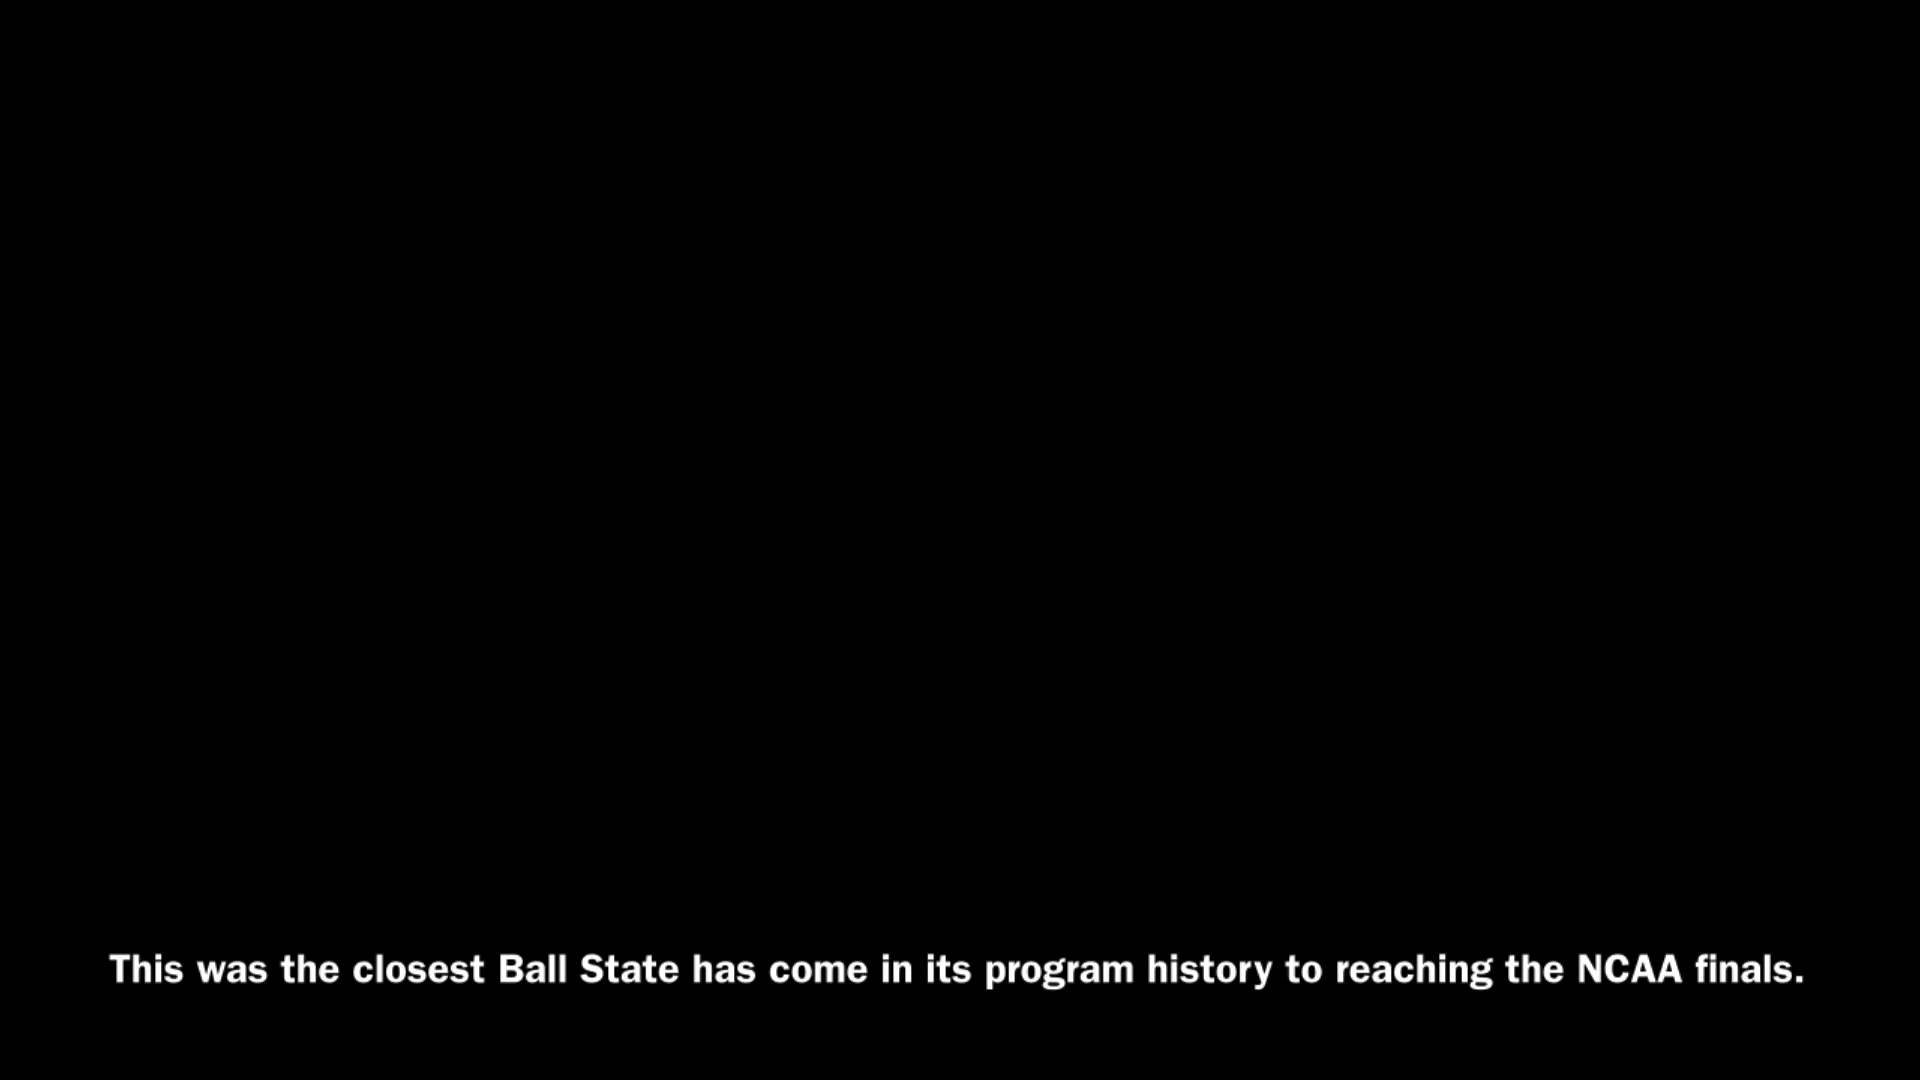 This was the closest Ball State has come in its program history to reaching the NCAA finals.